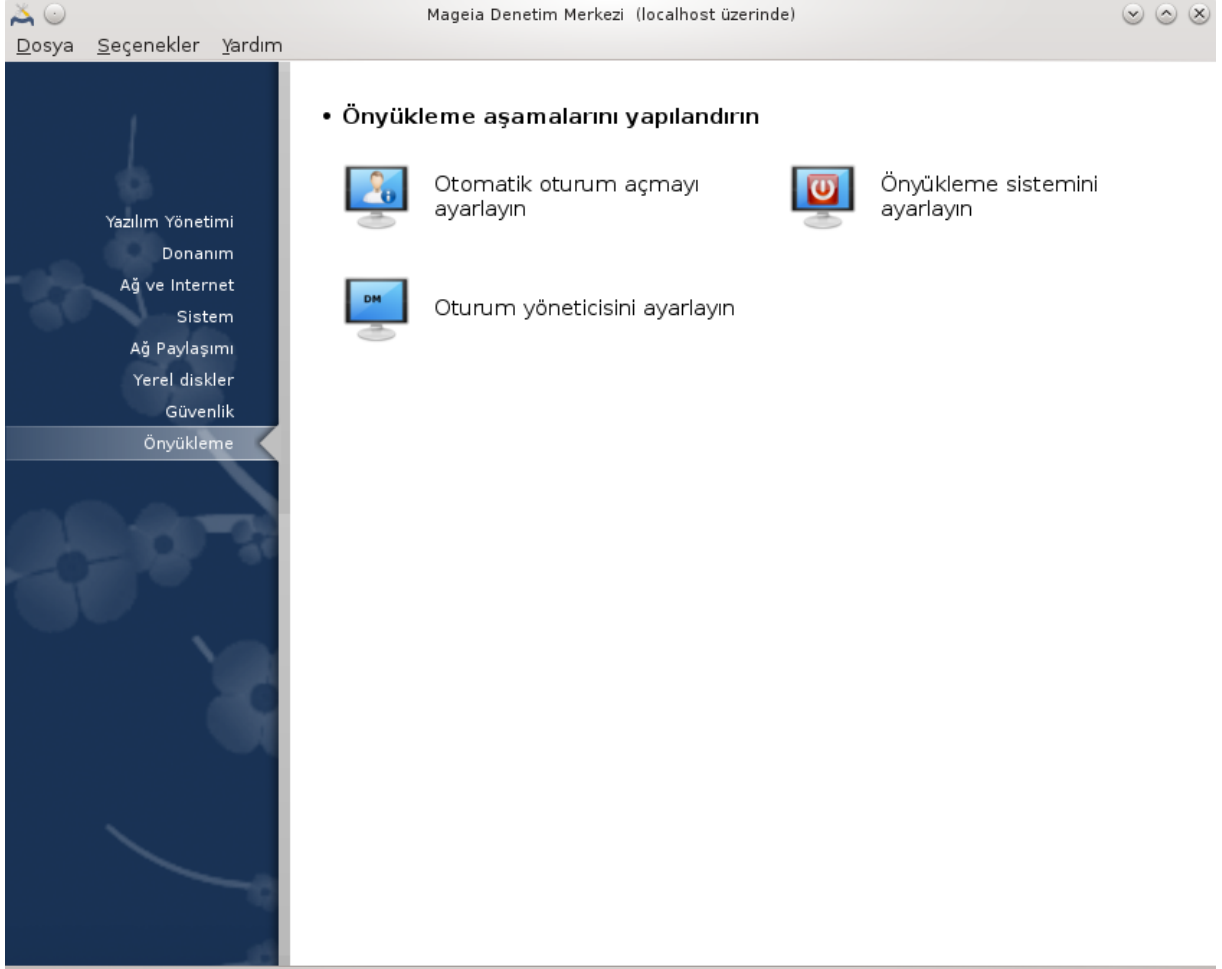 Mageia Denetim Merkezi (localhost üzerinde)
Dosya Seçenekler Yardım
Yazılım Yönetimi
Donanım
Ağ ve Internet
Sistem
Ağ Paylaşımı
Yerel diskler
Güvenlik
Önyükleme
• Önyükleme aşamalarını yapılandırın
Otomatik oturum açmayı
ayarlayın
Önyükleme sistemini
ayarlayın
DM
Oturum yöneticisini ayarlayın